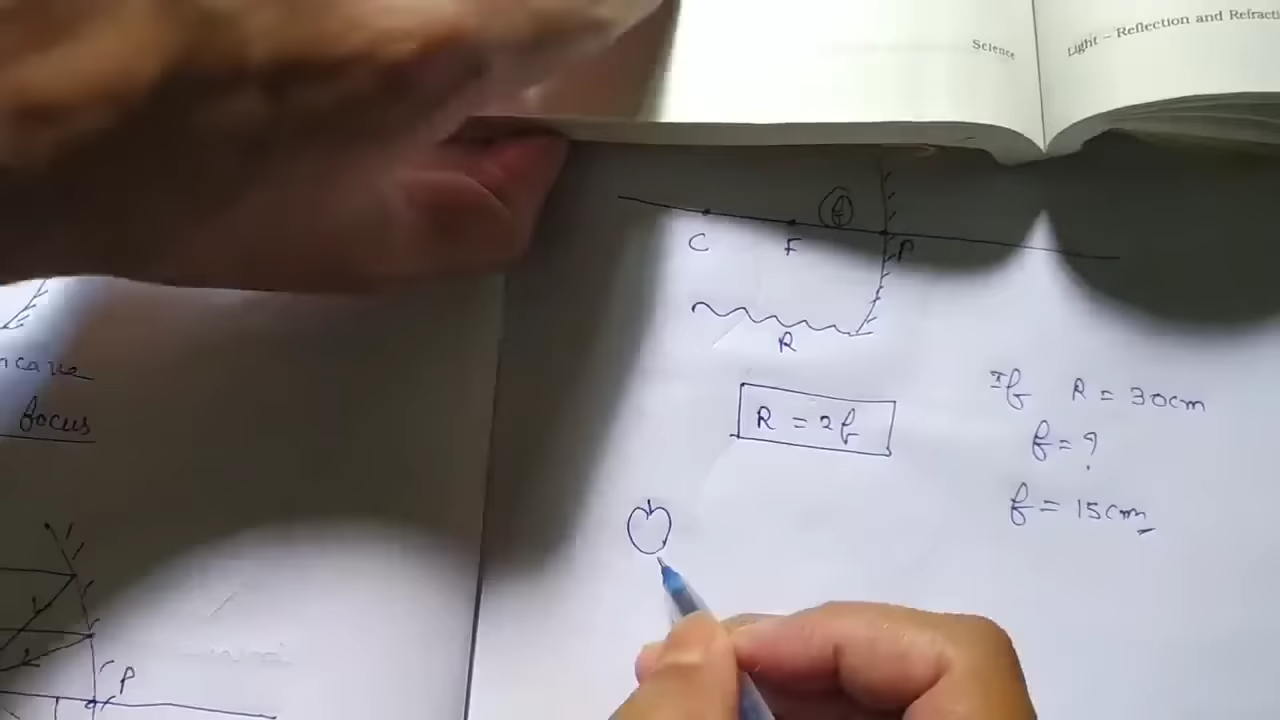 Science
Light – Reflection and Refracti
C F f P
R
R = 2f
If R = 30cm
f = ?
f = 15cm
ncave
focus
P